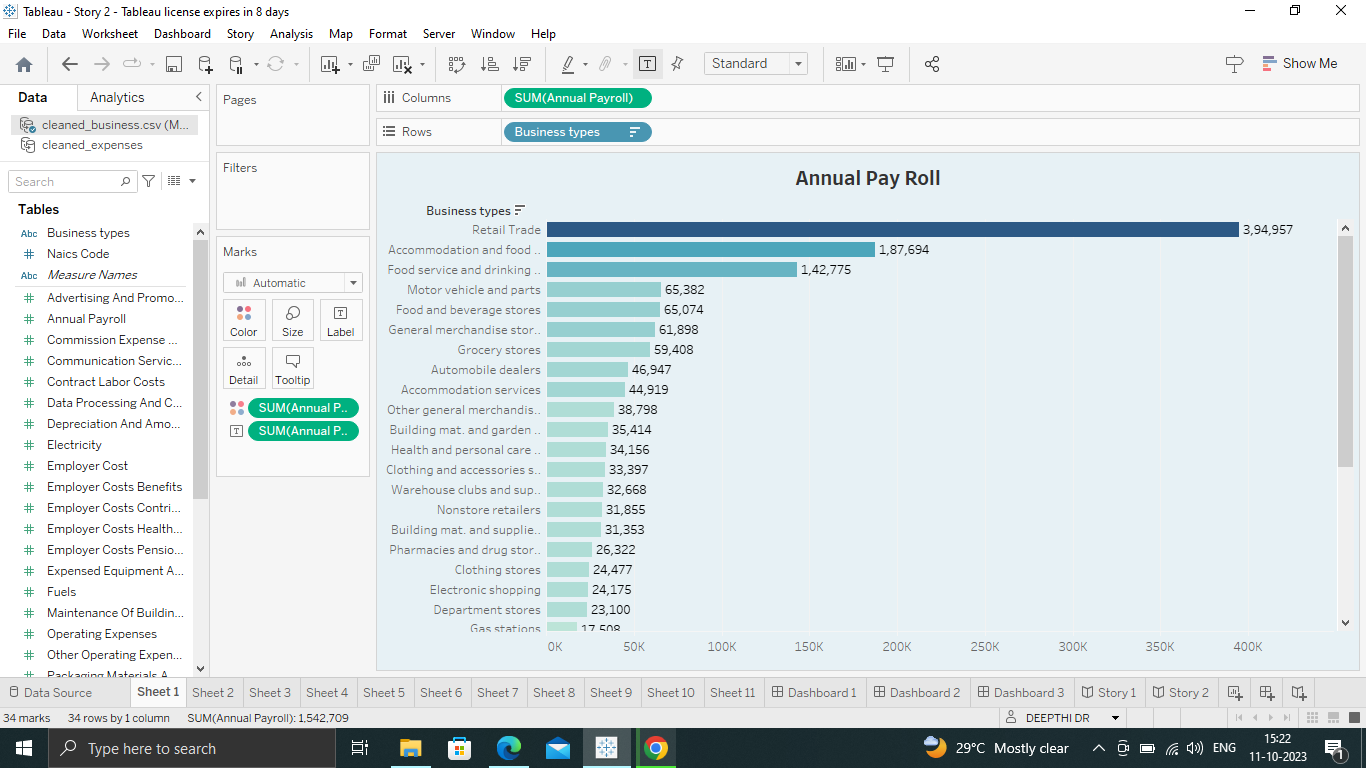 Tableau - Story 2 - Tableau license expires in 8 days
File Data Worksheet Dashboard Story Analysis Map Format Server Window Help
T Standard Show Me
Data Analytics
cleaned_business.csv (M...
cleaned_expenses
Search
Tables
Abc Business types
# Naics Code
Abc Measure Names
# Advertising And Promo...
# Annual Payroll
# Commission Expense ...
# Communication Servic...
# Contract Labor Costs
# Data Processing And C...
# Depreciation And Amo...
# Electricity
# Employer Cost
# Employer Costs Benefits
# Employer Costs Contri...
# Employer Costs Health...
# Employer Costs Pensio...
# Expensed Equipment A...
# Fuels
# Maintenance Of Buildin...
# Operating Expenses
# Other Operating Expen...
# Packaging Materials A...
Pages
Filters
Marks
Automatic
Color Size T Label
Detail Tooltip
SUM(Annual P..
T SUM(Annual P..
Columns SUM(Annual Payroll)
Rows Business types
Annual Pay Roll
Business types
Retail Trade 3,94,957
Accommodation and food .. 1,87,694
Food service and drinking .. 1,42,775
Motor vehicle and parts 65,382
Food and beverage stores 65,074
General merchandise stor.. 61,898
Grocery stores 59,408
Automobile dealers 46,947
Accommodation services 44,919
Other general merchandis.. 38,798
Building mat. and garden .. 35,414
Health and personal care .. 34,156
Clothing and accessories s.. 33,397
Warehouse clubs and sup.. 32,668
Nonstore retailers 31,855
Building mat. and supplie.. 31,353
Pharmacies and drug stor.. 26,322
Clothing stores 24,477
Electronic shopping 24,175
Department stores 23,100
Gas stations 17,508
0K 50K 100K 150K 200K 250K 300K 350K 400K
Data Source Sheet 1 Sheet 2 Sheet 3 Sheet 4 Sheet 5 Sheet 6 Sheet 7 Sheet 8 Sheet 9 Sheet 10 Sheet 11 Dashboard 1 Dashboard 2 Dashboard 3 Story 1 Story 2
34 marks 34 rows by 1 column SUM(Annual Payroll): 1,542,709 DEEPTHI DR
Type here to search 29°C Mostly clear ENG 15:22
11-10-2023 1